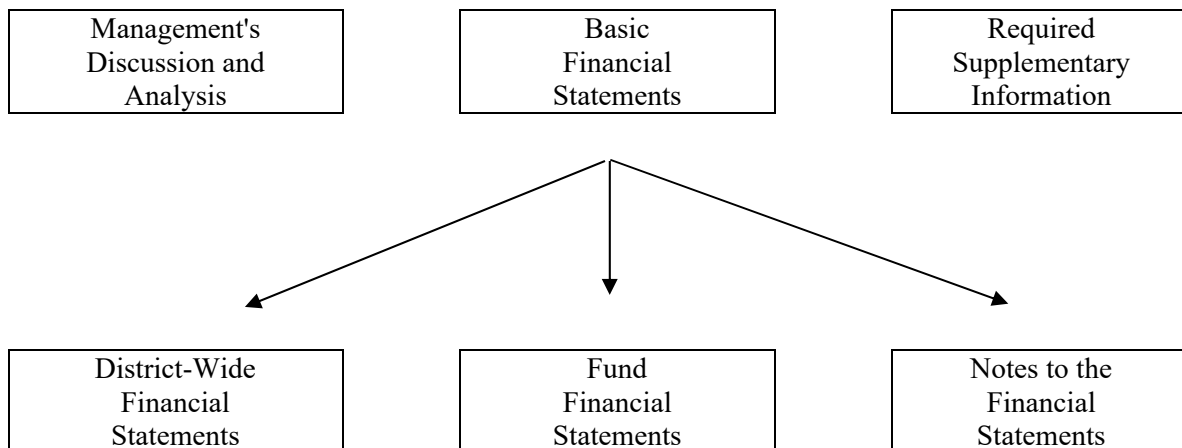 Management's
Discussion and
Analysis
Basic
Financial
Statements
Required
Supplementary
Information
District-Wide
Financial
Statements
Fund
Financial
Statements
Notes to the
Financial
Statements